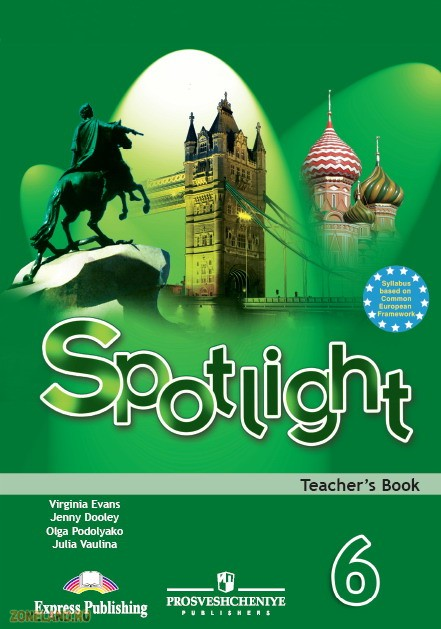 Syllabus
based on
Common
European
Framework
Spotlight
Teacher's Book
Virginia Evans
Jenny Dooley
Olga Podolyako
Julia Vaulina
6
Express Publishing
PROSVESHCHENIYE
PUBLISHERS
ZONELAND.RU